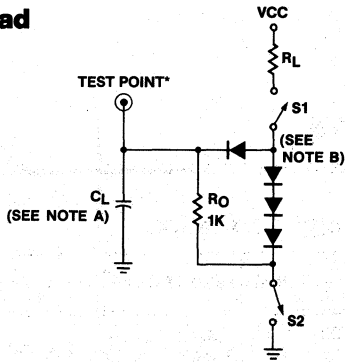 ad
VCC
RL
TEST POINT*
S1
(SEE
NOTE B)
CL
(SEE NOTE A)
RO
1K
S2